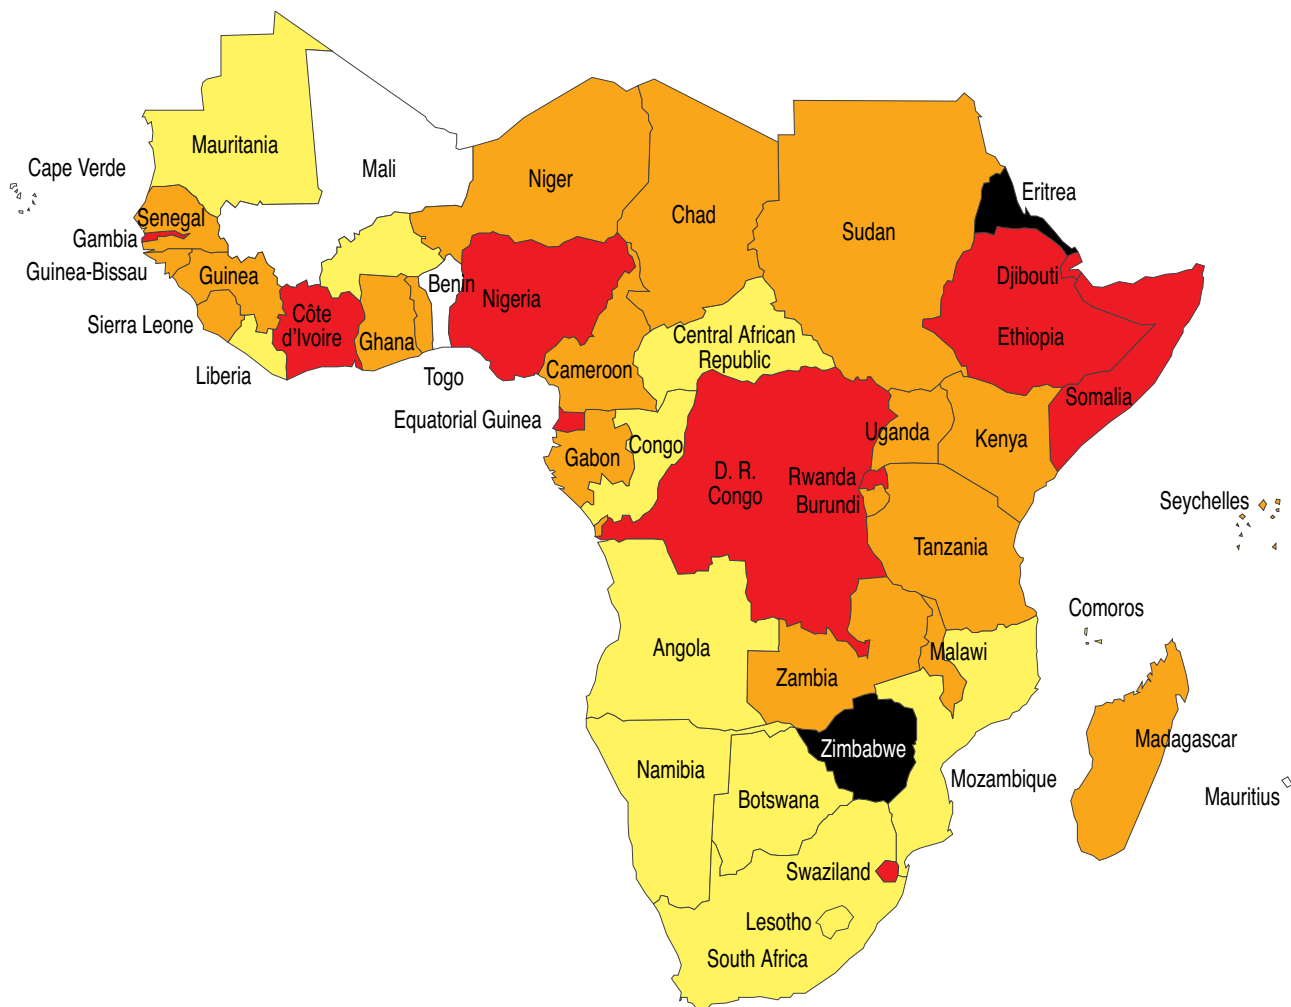 Mauritania
Cape Verde
Mali
Niger
Eritrea
Senegal
Chad
Sudan
Gambia
Guinea-Bissau
Guinea
Benin
Nigeria
Djibouti
Sierra Leone
Côte
d'Ivoire
Ghana
Central African
Republic
Ethiopia
Liberia
Togo
Cameroon
Somalia
Equatorial Guinea
Uganda
Kenya
Congo
Gabon
D. R.
Congo
Rwanda
Burundi
Seychelles
Tanzania
Comoros
Angola
Malawi
Zambia
Madagascar
Zimbabwe
Namibia
Mozambique
Botswana
Mauritius
Swaziland
Lesotho
South Africa